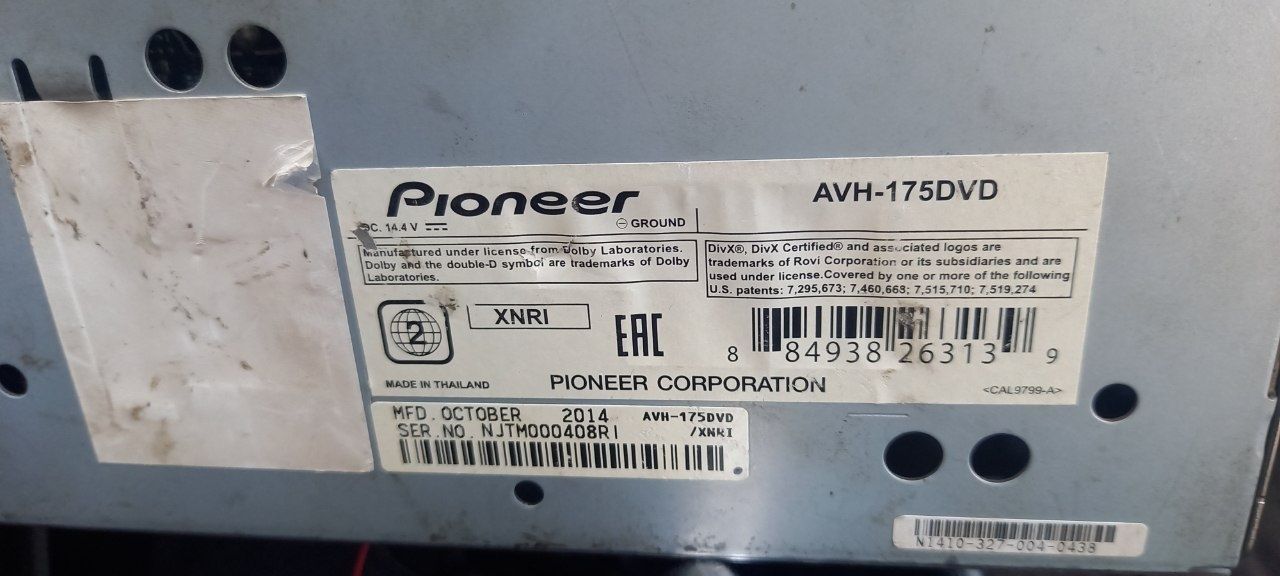 Pioneer
AVH-175DVD
DC. 14.4 V
GROUND
Manufactured under license from Dolby Laboratories.
Dolby and the double-D symbol are trademarks of Dolby
Laboratories.
DivX®, DivX Certified® and associated logos are
trademarks of Rovi Corporation or its subsidiaries and are
used under license.Covered by one or more of the following
U.S. patents: 7,295,673; 7,460,668; 7,515,710; 7,519,274
2
XNRI
EAC
8 84938 26313 9
MADE IN THAILAND
PIONEER CORPORATION
<CAL9799-A>
MFD. OCTOBER 2014
AVH-175DVD
SER.NO. NJTM000408RI
/XNRI
N1410-327-004-0438